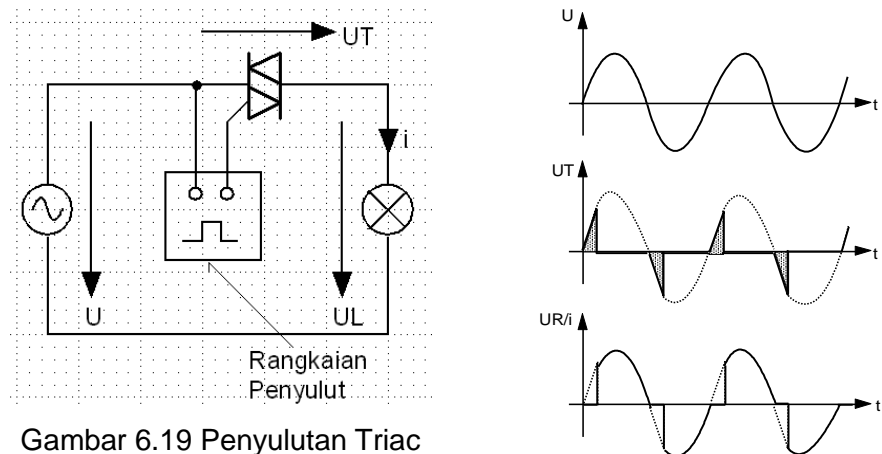 UT
i
U
UL
Rangkaian
Penyulut
Gambar 6.19 Penyulutan Triac
U
t
UT
t
UR/i
t